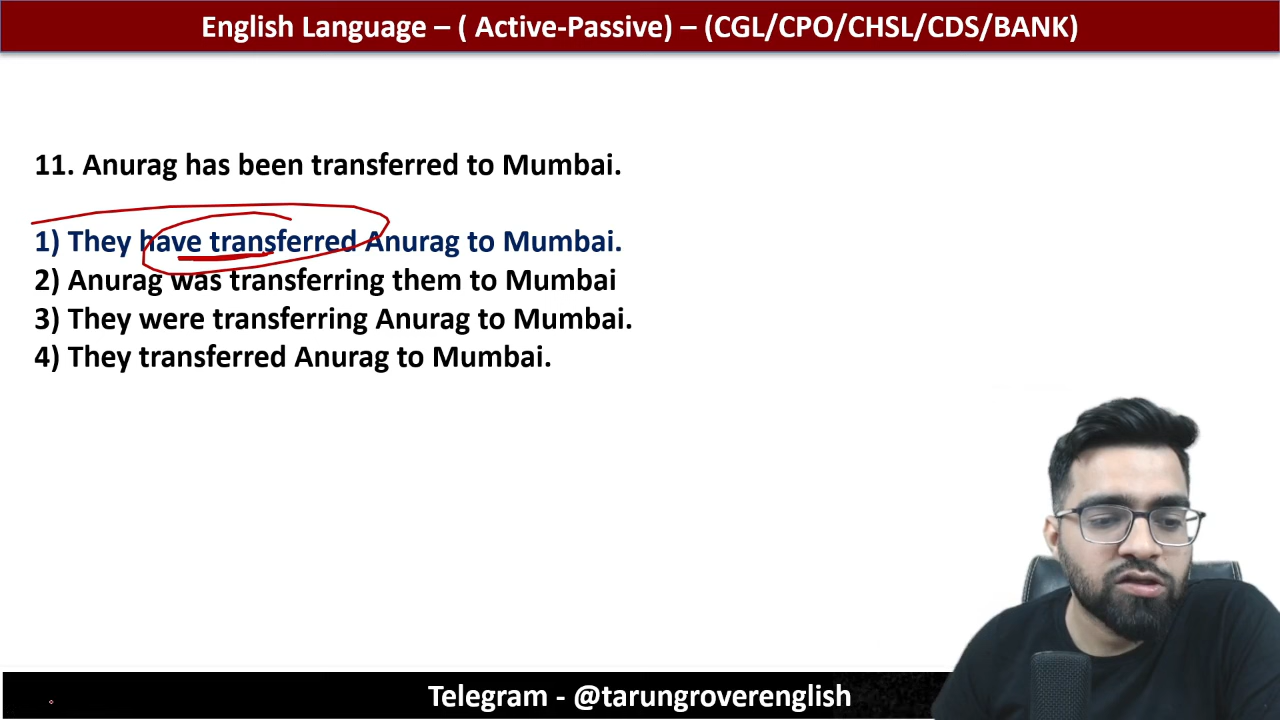 English Language – ( Active-Passive) – (CGL/CPO/CHSL/CDS/BANK)
11. Anurag has been transferred to Mumbai.
1) They have transferred Anurag to Mumbai.
2) Anurag was transferring them to Mumbai
3) They were transferring Anurag to Mumbai.
4) They transferred Anurag to Mumbai.
Telegram - @tarungroverenglish